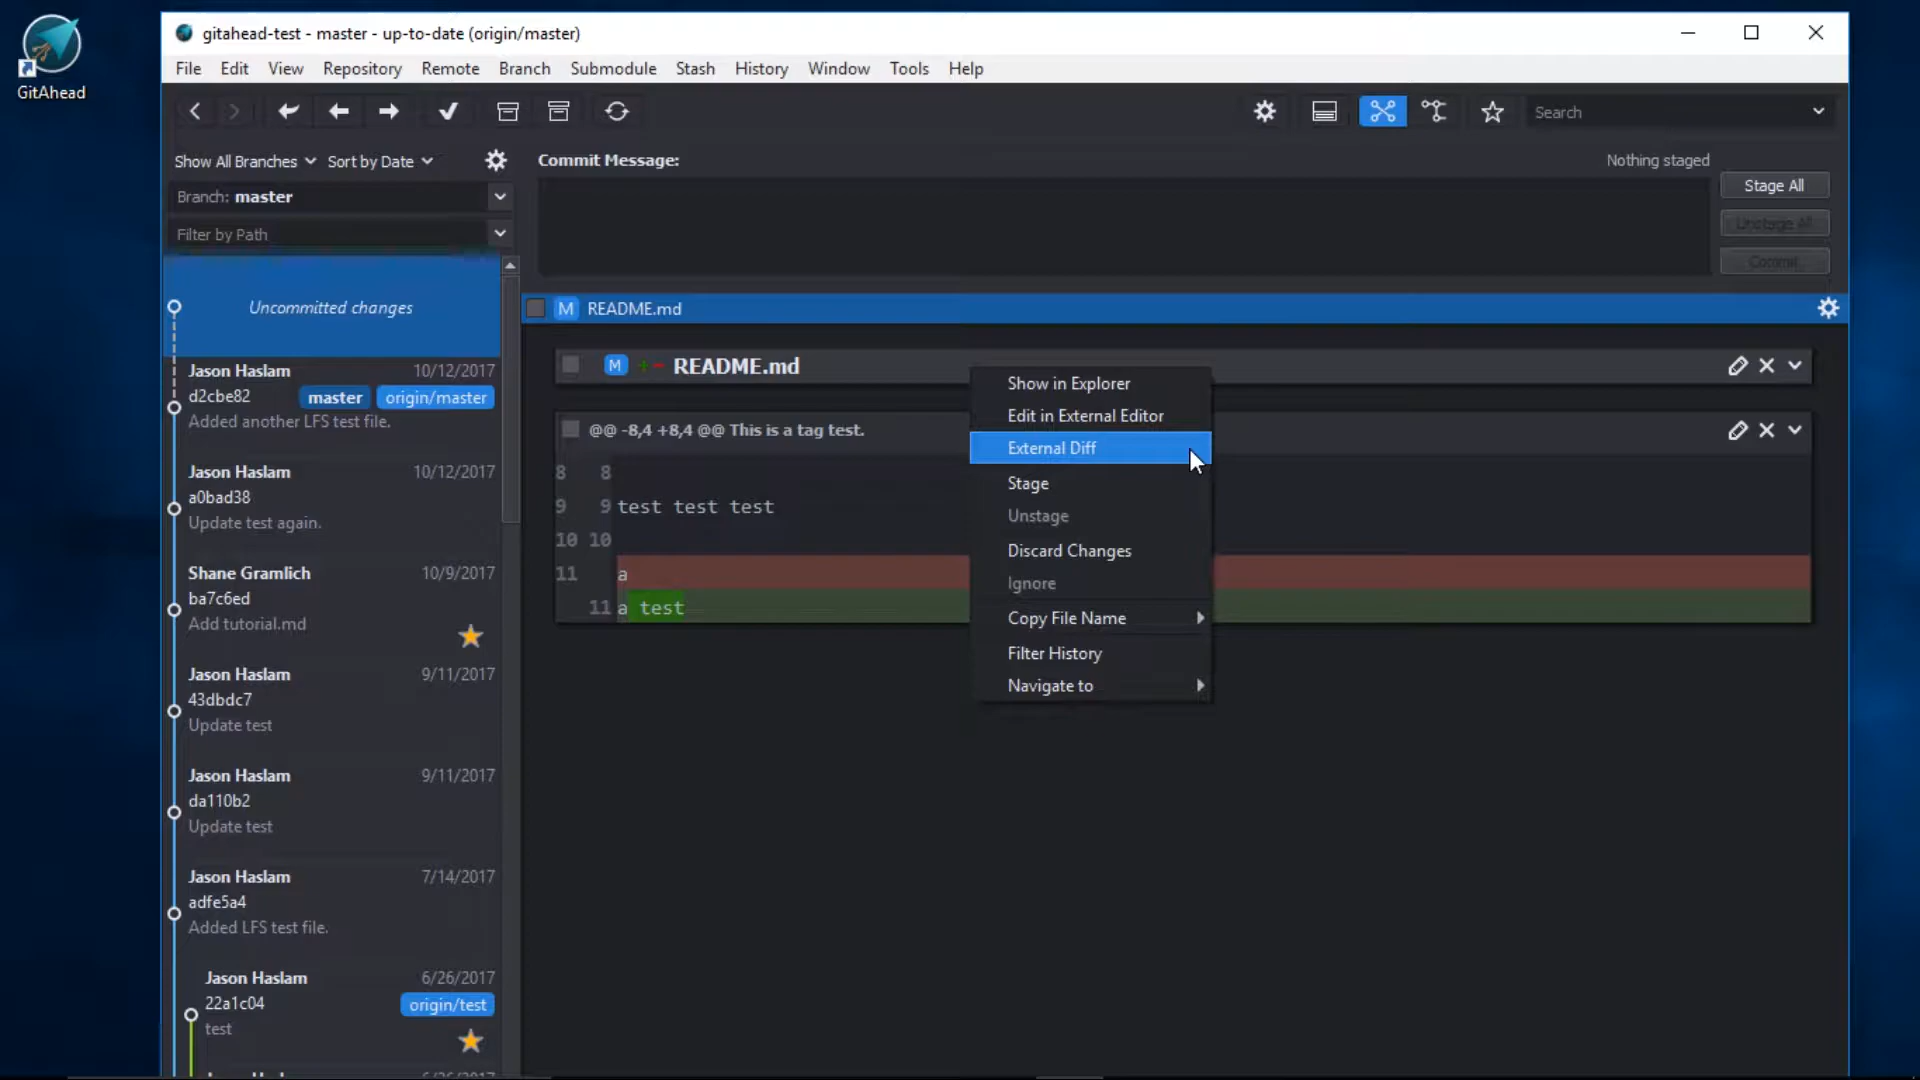 GitAhead
gitahead-test - master - up-to-date (origin/master)
File Edit View Repository Remote Branch Submodule Stash History Window Tools Help
Search
Show All Branches Sort by Date
Branch: master
Filter by Path
Commit Message:
Nothing staged
Stage All
Unstage All
Commit
Uncommitted changes
Jason Haslam 10/12/2017
d2cbe82 master origin/master
Added another LFS test file.
Jason Haslam 10/12/2017
a0bad38
Update test again.
Shane Gramlich 10/9/2017
ba7c6ed
Add tutorial.md
Jason Haslam 9/11/2017
43dbdc7
Update test
Jason Haslam 9/11/2017
da110b2
Update test
Jason Haslam 7/14/2017
adfe5a4
Added LFS test file.
Jason Haslam 6/26/2017
22a1c04 origin/test
test
M README.md
M +- README.md
@@ -8,4 +8,4 @@ This is a tag test.
8 8
9 9 test test test
10 10
11 a
11 a test
Show in Explorer
Edit in External Editor
External Diff
Stage
Unstage
Discard Changes
Ignore
Copy File Name
Filter History
Navigate to